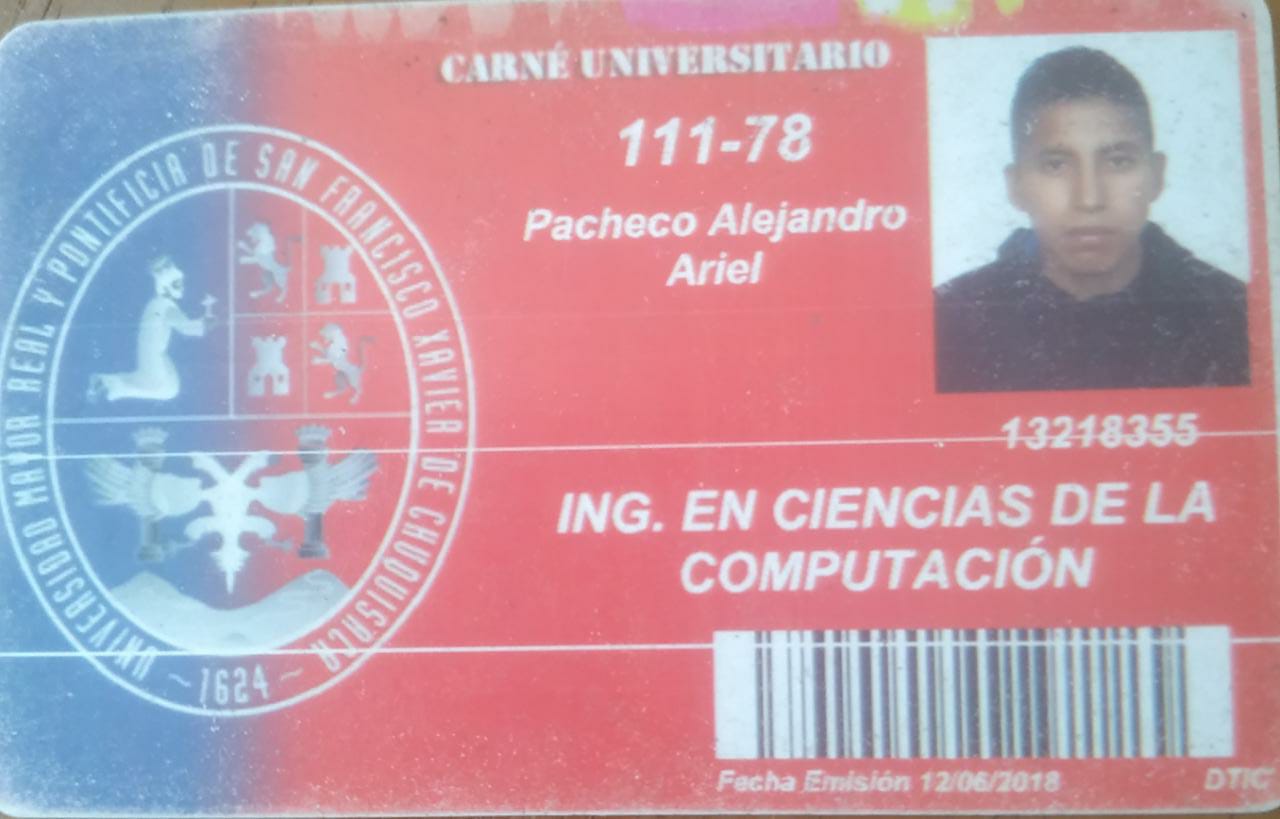 CARNÉ UNIVERSITARIO
111-78
Pacheco Alejandro
Ariel
13218355
ING. EN CIENCIAS DE LA
COMPUTACIÓN
Fecha Emisión 12/06/2018
DTIC
UNIVERSIDAD MAYOR REAL Y PONTIFICIA DE SAN FRANCISCO XAVIER DE CHUQUISACA
~ 1624 ~